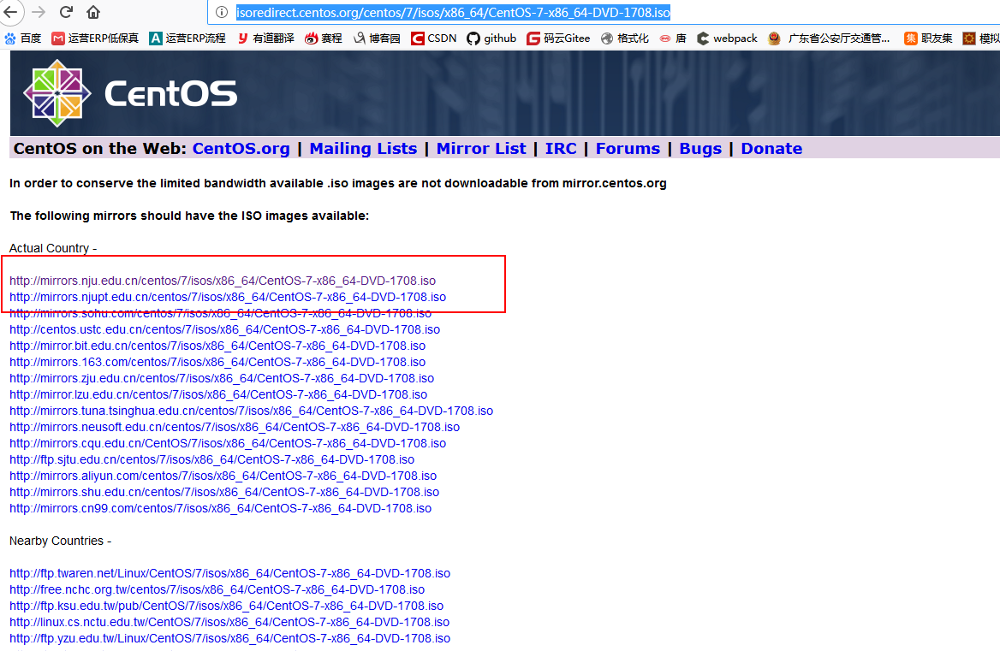 isoredirect.centos.org/centos/7/isos/x86_64/CentOS-7-x86_64-DVD-1708.iso
百度 运营ERP低保真 运营ERP流程 有道翻译 赛程 博客园 CSDN github 码云Gitee 格式化 唐 webpack 广东省公安厅交通管... 职友集 模拟
CentOS
CentOS on the Web: CentOS.org | Mailing Lists | Mirror List | IRC | Forums | Bugs | Donate
In order to conserve the limited bandwidth available .iso images are not downloadable from mirror.centos.org
The following mirrors should have the ISO images available:
Actual Country -
http://mirrors.nju.edu.cn/centos/7/isos/x86_64/CentOS-7-x86_64-DVD-1708.iso
http://mirrors.njupt.edu.cn/centos/7/isos/x86_64/CentOS-7-x86_64-DVD-1708.iso
http://mirrors.sohu.com/centos/7/isos/x86_64/CentOS-7-x86_64-DVD-1708.iso
http://centos.ustc.edu.cn/centos/7/isos/x86_64/CentOS-7-x86_64-DVD-1708.iso
http://mirror.bit.edu.cn/centos/7/isos/x86_64/CentOS-7-x86_64-DVD-1708.iso
http://mirrors.163.com/centos/7/isos/x86_64/CentOS-7-x86_64-DVD-1708.iso
http://mirrors.zju.edu.cn/centos/7/isos/x86_64/CentOS-7-x86_64-DVD-1708.iso
http://mirror.lzu.edu.cn/centos/7/isos/x86_64/CentOS-7-x86_64-DVD-1708.iso
http://mirrors.tuna.tsinghua.edu.cn/centos/7/isos/x86_64/CentOS-7-x86_64-DVD-1708.iso
http://mirrors.neusoft.edu.cn/centos/7/isos/x86_64/CentOS-7-x86_64-DVD-1708.iso
http://mirrors.cqu.edu.cn/CentOS/7/isos/x86_64/CentOS-7-x86_64-DVD-1708.iso
http://ftp.sjtu.edu.cn/centos/7/isos/x86_64/CentOS-7-x86_64-DVD-1708.iso
http://mirrors.aliyun.com/centos/7/isos/x86_64/CentOS-7-x86_64-DVD-1708.iso
http://mirrors.shu.edu.cn/centos/7/isos/x86_64/CentOS-7-x86_64-DVD-1708.iso
http://mirrors.cn99.com/centos/7/isos/x86_64/CentOS-7-x86_64-DVD-1708.iso
Nearby Countries -
http://ftp.twaren.net/Linux/CentOS/7/isos/x86_64/CentOS-7-x86_64-DVD-1708.iso
http://free.nchc.org.tw/centos/7/isos/x86_64/CentOS-7-x86_64-DVD-1708.iso
http://ftp.ksu.edu.tw/pub/CentOS/7/isos/x86_64/CentOS-7-x86_64-DVD-1708.iso
http://linux.cs.nctu.edu.tw/CentOS/7/isos/x86_64/CentOS-7-x86_64-DVD-1708.iso
http://ftp.yzu.edu.tw/Linux/CentOS/7/isos/x86_64/CentOS-7-x86_64-DVD-1708.iso